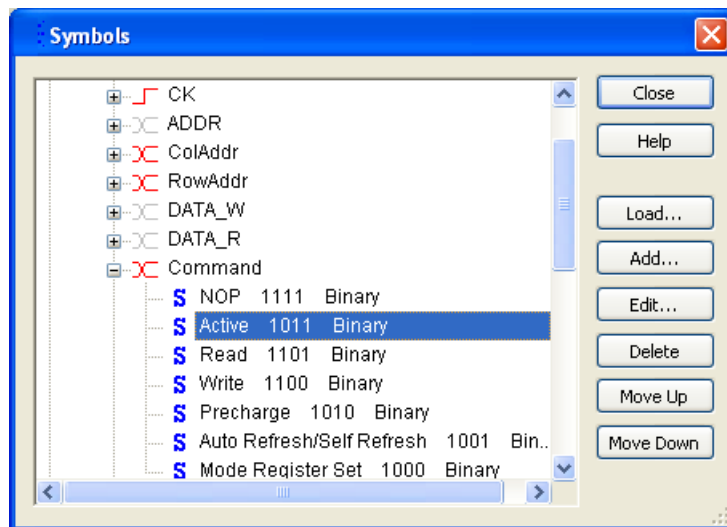 Symbols
CK
ADDR
ColAddr
RowAddr
DATA_W
DATA_R
Command
S NOP 1111 Binary
S Active 1011 Binary
S Read 1101 Binary
S Write 1100 Binary
S Precharge 1010 Binary
S Auto Refresh/Self Refresh 1001 Bin..
S Mode Register Set 1000 Binary
Close
Help
Load...
Add...
Edit...
Delete
Move Up
Move Down